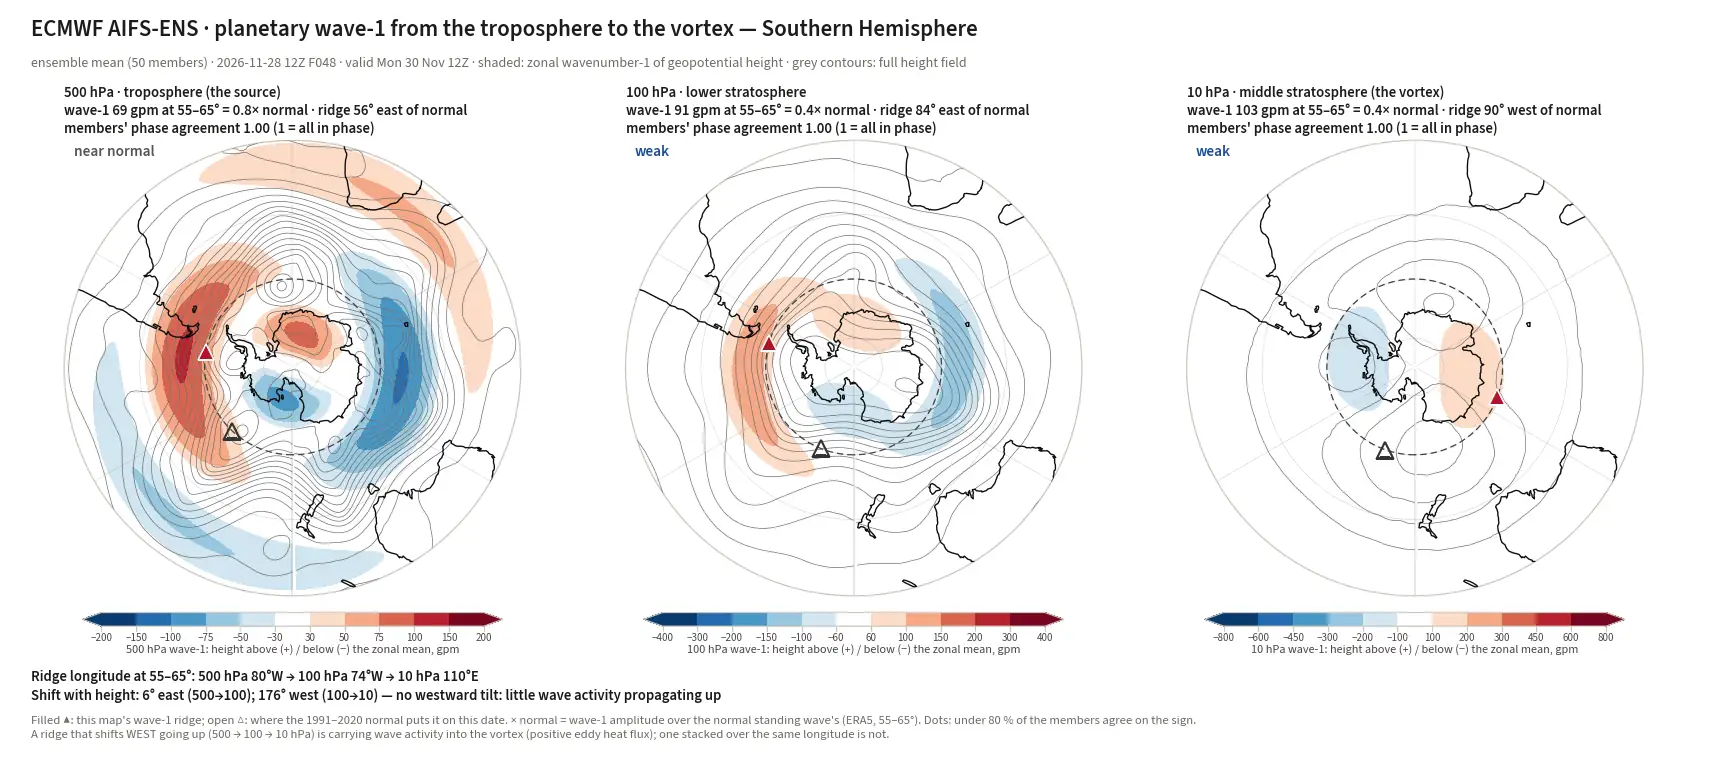 ECMWF AIFS-ENS · planetary wave-1 from the troposphere to the vortex — Southern Hemisphere
ensemble mean (50 members) · 2026-11-28 12Z F048 · valid Mon 30 Nov 12Z · shaded: zonal wavenumber-1 of geopotential height · grey contours: full height field
500 hPa · troposphere (the source)
wave-1 69 gpm at 55–65° = 0.8× normal · ridge 56° east of normal
members' phase agreement 1.00 (1 = all in phase)
near normal
100 hPa · lower stratosphere
wave-1 91 gpm at 55–65° = 0.4× normal · ridge 84° east of normal
members' phase agreement 1.00 (1 = all in phase)
weak
10 hPa · middle stratosphere (the vortex)
wave-1 103 gpm at 55–65° = 0.4× normal · ridge 90° west of normal
members' phase agreement 1.00 (1 = all in phase)
weak
−200 −150 −100 −75 −50 −30 30 50 75 100 150 200
500 hPa wave-1: height above (+) / below (−) the zonal mean, gpm
−400 −300 −200 −150 −100 −60 60 100 150 200 300 400
100 hPa wave-1: height above (+) / below (−) the zonal mean, gpm
−800 −600 −450 −300 −200 −100 100 200 300 450 600 800
10 hPa wave-1: height above (+) / below (−) the zonal mean, gpm
Ridge longitude at 55–65°: 500 hPa 80°W → 100 hPa 74°W → 10 hPa 110°E
Shift with height: 6° east (500→100); 176° west (100→10) — no westward tilt: little wave activity propagating up
Filled ▲: this map's wave-1 ridge; open △: where the 1991–2020 normal puts it on this date. × normal = wave-1 amplitude over the normal standing wave's (ERA5, 55–65°). Dots: under 80 % of the members agree on the sign.
A ridge that shifts WEST going up (500 → 100 → 10 hPa) is carrying wave activity into the vortex (positive eddy heat flux); one stacked over the same longitude is not.